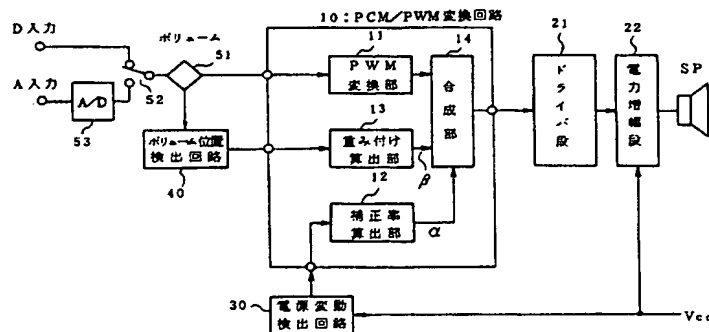 10:PCM/PWM変換回路
D入力
ボリューム
51
11
14
21
22
PWM
変換部
合成部
ドライバ段
電力増幅段
SP
52
A入力
A/D
53
13
ボリューム位置
検出回路
重み付け
算出部
β
40
12
補正率
算出部
α
30
電源変動
検出回路
Vcc